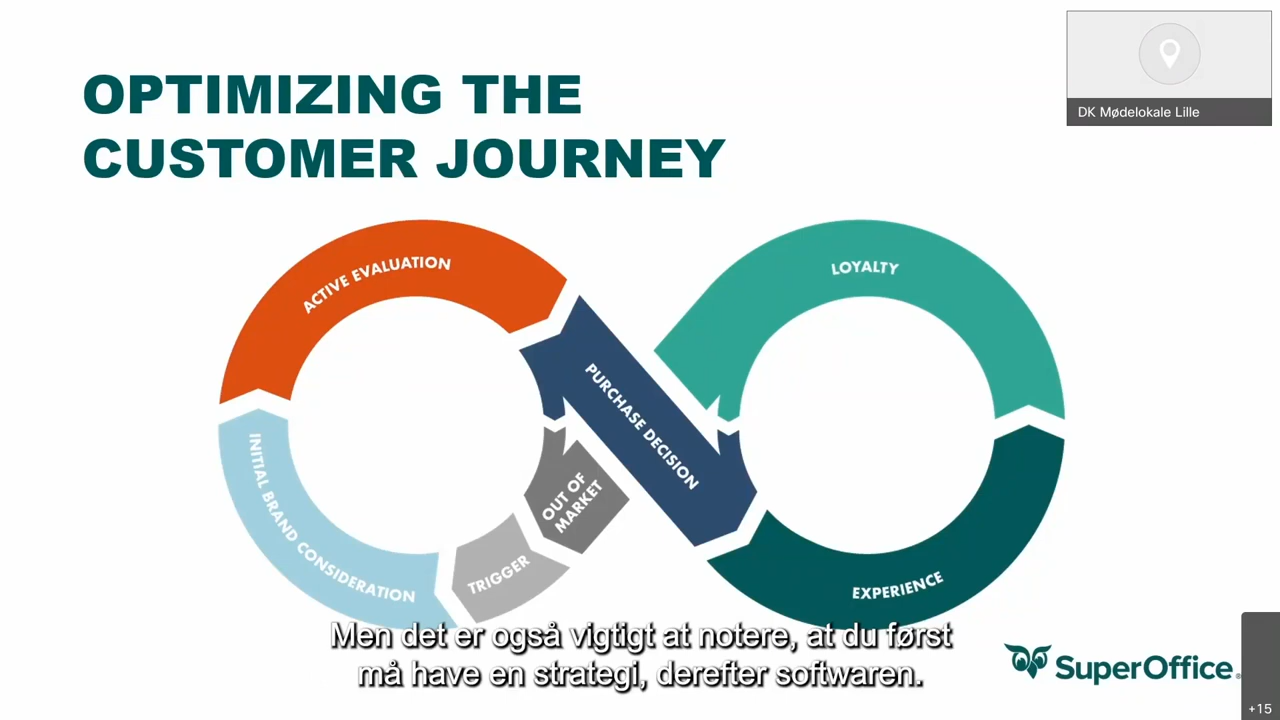 OPTIMIZING THE
CUSTOMER JOURNEY
DK Mødelokale Lille
ACTIVE EVALUATION
LOYALTY
PURCHASE DECISION
INITIAL BRAND CONSIDERATION
OUT OF
MARKET
TRIGGER
EXPERIENCE
Men det er også vigtigt at notere, at du først
må have en strategi, derefter softwaren.
SuperOffice
+15